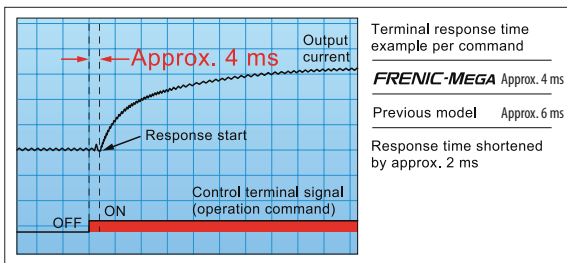 Approx. 4 ms
Output
current
Response start
Control terminal signal
(operation command)
ON
OFF
Terminal response time
example per command
FRENIC-MEGA Approx. 4 ms
Previous model Approx. 6 ms
Response time shortened
by approx. 2 ms